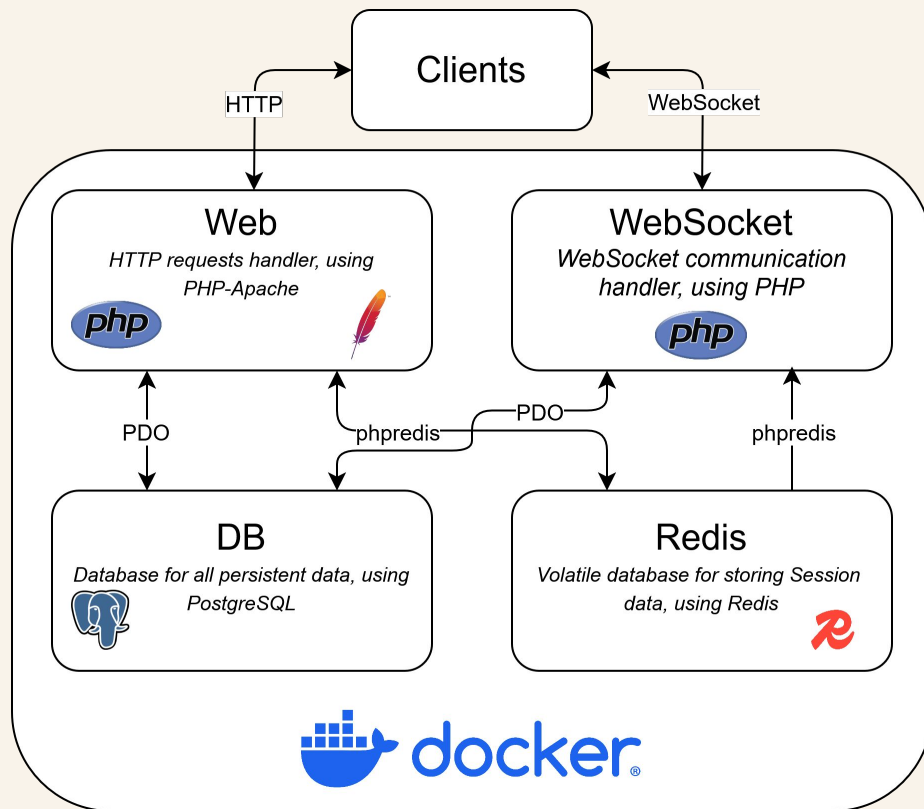 Clients
HTTP
WebSocket
Web
HTTP requests handler, using
PHP-Apache
php
WebSocket
WebSocket communication
handler, using PHP
php
PDO
phpredis
PDO
phpredis
DB
Database for all persistent data, using
PostgreSQL
Redis
Volatile database for storing Session
data, using Redis
R
docker®